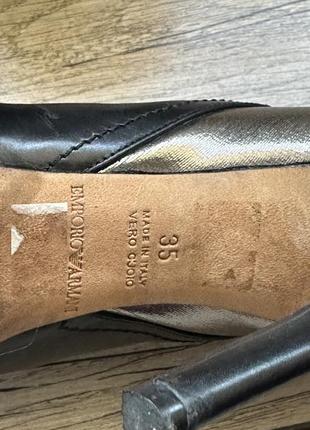 EMPORIO ARMANI
35
MADE IN ITALY
VERO CUOIO